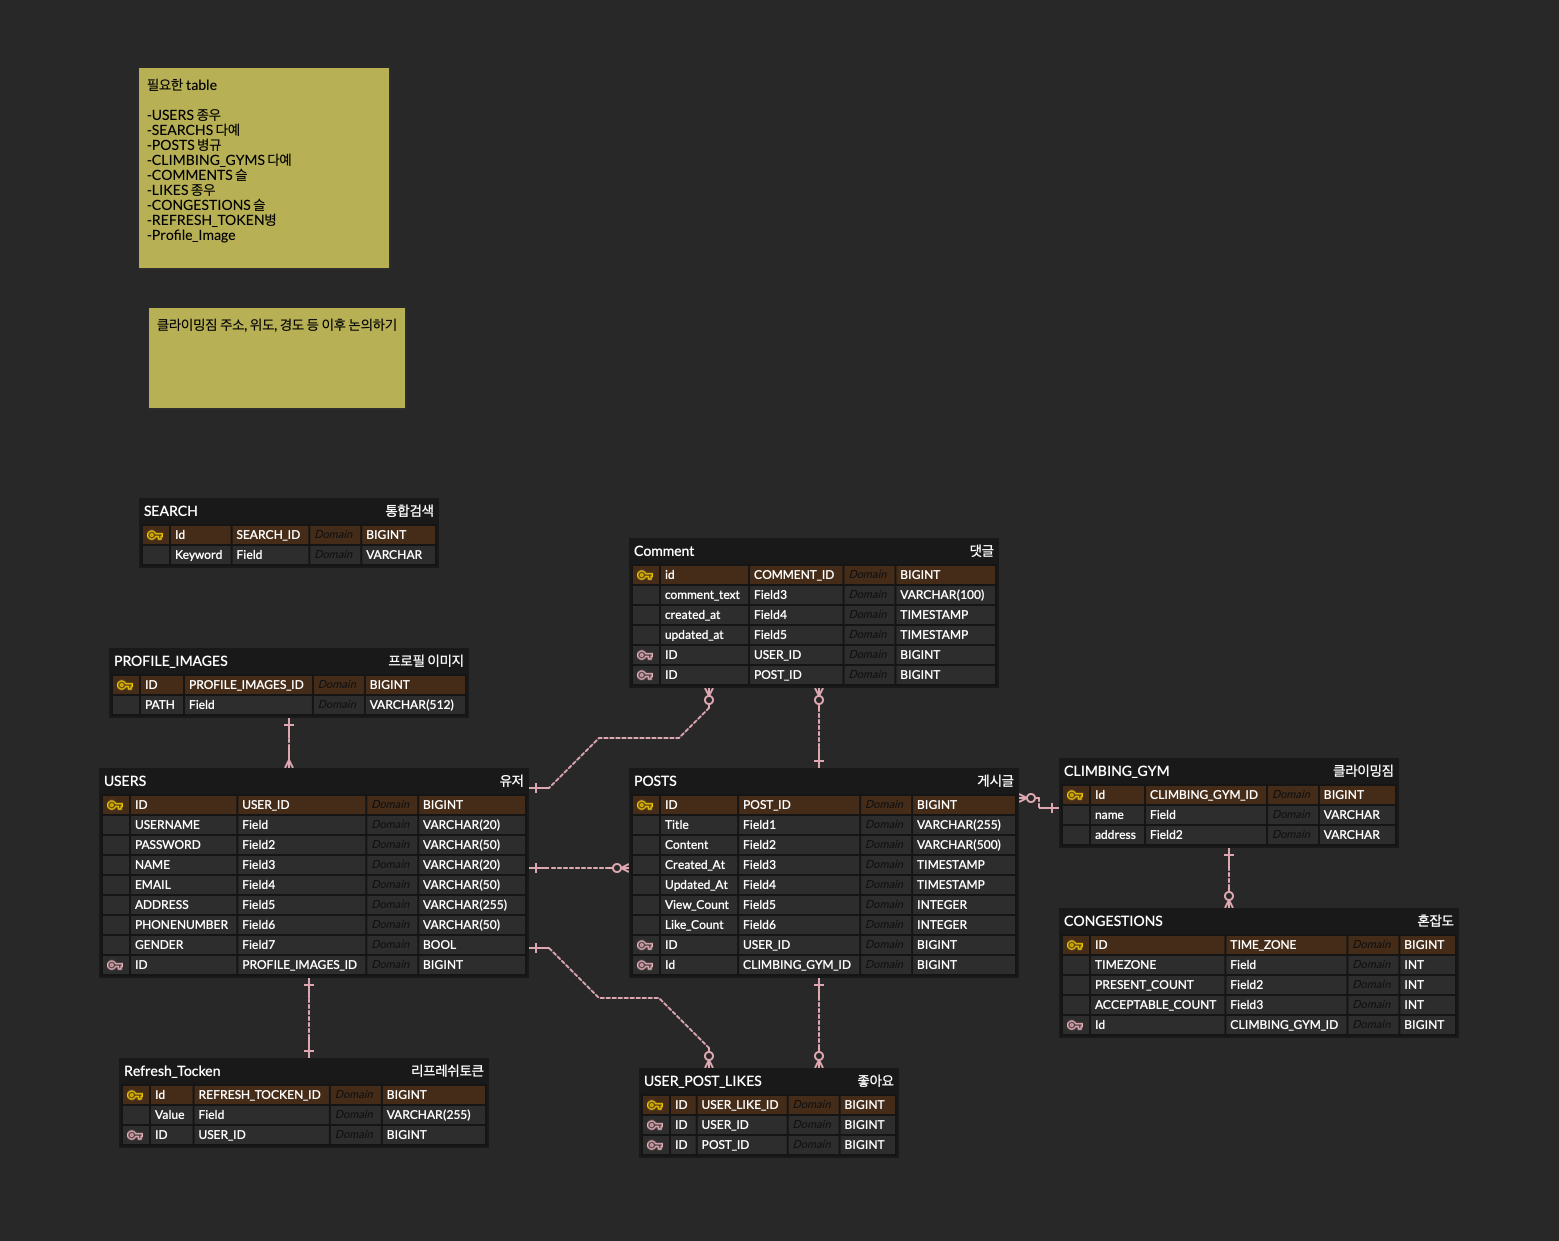 필요한 table
-USERS 종우
-SEARCHS 다예
-POSTS 병규
-CLIMBING_GYMS 다예
-COMMENTS 슬
-LIKES 종우
-CONGESTIONS 슬
-REFRESH_TOKEN병
-Profile_Image
클라이밍짐 주소, 위도, 경도 등 이후 논의하기
SEARCH 통합검색
Id SEARCH_ID Domain BIGINT
Keyword Field Domain VARCHAR
Comment 댓글
id COMMENT_ID Domain BIGINT
comment_text Field3 Domain VARCHAR(100)
created_at Field4 Domain TIMESTAMP
updated_at Field5 Domain TIMESTAMP
ID USER_ID Domain BIGINT
ID POST_ID Domain BIGINT
PROFILE_IMAGES 프로필 이미지
ID PROFILE_IMAGES_ID Domain BIGINT
PATH Field Domain VARCHAR(512)
USERS 유저
ID USER_ID Domain BIGINT
USERNAME Field Domain VARCHAR(20)
PASSWORD Field2 Domain VARCHAR(50)
NAME Field3 Domain VARCHAR(20)
EMAIL Field4 Domain VARCHAR(50)
ADDRESS Field5 Domain VARCHAR(255)
PHONENUMBER Field6 Domain VARCHAR(50)
GENDER Field7 Domain BOOL
ID PROFILE_IMAGES_ID Domain BIGINT
POSTS 게시글
ID POST_ID Domain BIGINT
Title Field1 Domain VARCHAR(255)
Content Field2 Domain VARCHAR(500)
Created_At Field3 Domain TIMESTAMP
Updated_At Field4 Domain TIMESTAMP
View_Count Field5 Domain INTEGER
Like_Count Field6 Domain INTEGER
ID USER_ID Domain BIGINT
Id CLIMBING_GYM_ID Domain BIGINT
CLIMBING_GYM 클라이밍짐
Id CLIMBING_GYM_ID Domain BIGINT
name Field Domain VARCHAR
address Field2 Domain VARCHAR
CONGESTIONS 혼잡도
ID TIME_ZONE Domain BIGINT
TIMEZONE Field Domain INT
PRESENT_COUNT Field2 Domain INT
ACCEPTABLE_COUNT Field3 Domain INT
Id CLIMBING_GYM_ID Domain BIGINT
Refresh_Tocken 리프레쉬토큰
Id REFRESH_TOCKEN_ID Domain BIGINT
Value Field Domain VARCHAR(255)
ID USER_ID Domain BIGINT
USER_POST_LIKES 좋아요
ID USER_LIKE_ID Domain BIGINT
ID USER_ID Domain BIGINT
ID POST_ID Domain BIGINT